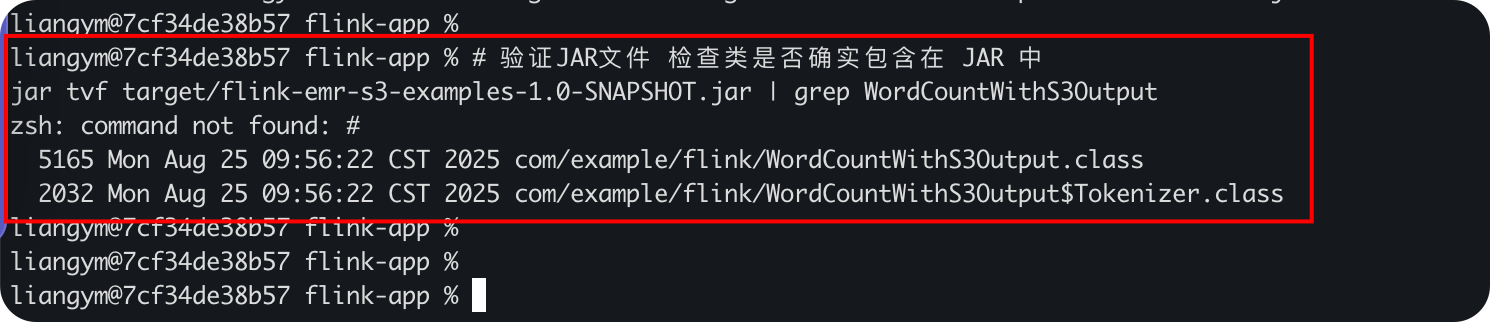 liangym@7cf34de38b57 flink-app %
liangym@7cf34de38b57 flink-app % # 验证JAR文件 检查类是否确实包含在 JAR 中
jar tvf target/flink-emr-s3-examples-1.0-SNAPSHOT.jar | grep WordCountWithS3Output
zsh: command not found: #
  5165 Mon Aug 25 09:56:22 CST 2025 com/example/flink/WordCountWithS3Output.class
  2032 Mon Aug 25 09:56:22 CST 2025 com/example/flink/WordCountWithS3Output$Tokenizer.class
liangym@7cf34de38b57 flink-app %
liangym@7cf34de38b57 flink-app %
liangym@7cf34de38b57 flink-app %